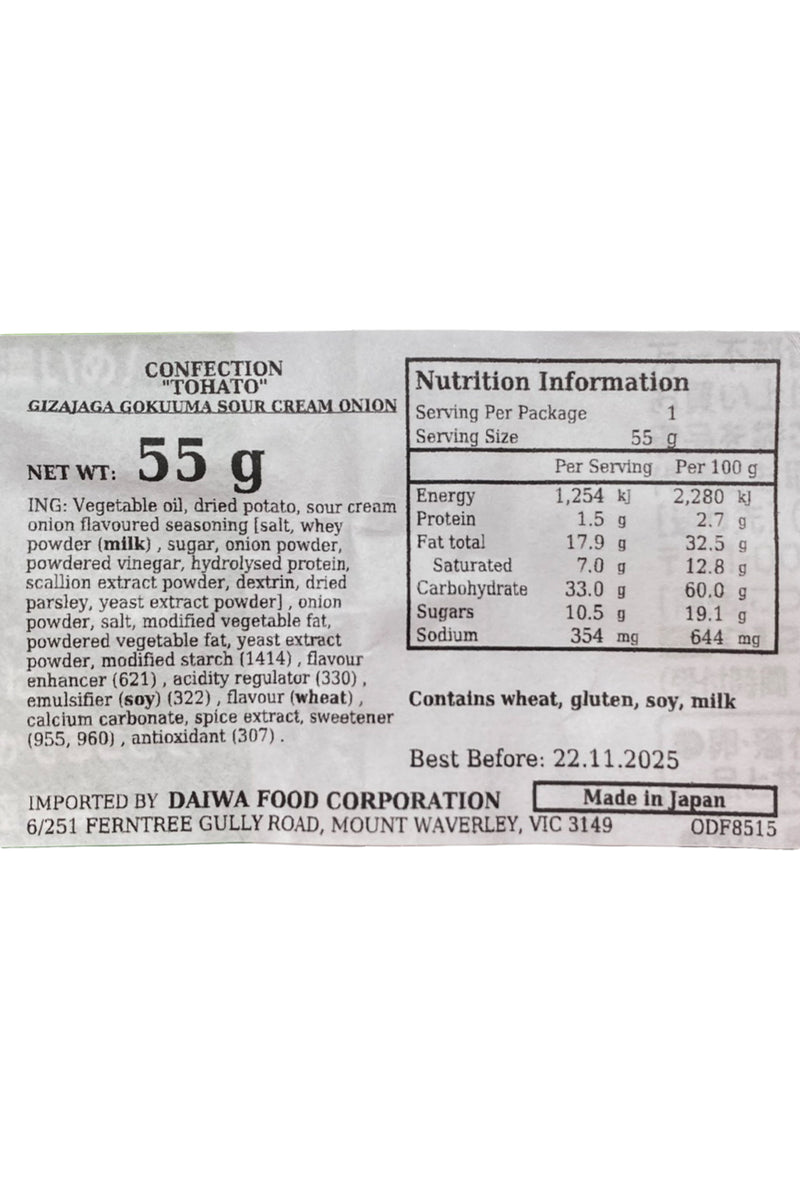 CONFECTION
"TOHATO"
GIZAJAGA GOKUUMA SOUR CREAM ONION
NET WT: 55 g
ING: Vegetable oil, dried potato, sour cream
onion flavoured seasoning [salt, whey
powder (milk) , sugar, onion powder,
powdered vinegar, hydrolysed protein,
scallion extract powder, dextrin, dried
parsley, yeast extract powder] , onion
powder, salt, modified vegetable fat,
powdered vegetable fat, yeast extract
powder, modified starch (1414) , flavour
enhancer (621) , acidity regulator (330) ,
emulsifier (soy) (322) , flavour (wheat) ,
calcium carbonate, spice extract, sweetener
(955, 960) , antioxidant (307) .
Nutrition Information
Serving Per Package 1
Serving Size 55 g
Per Serving Per 100 g
Energy 1,254 kJ 2,280 kJ
Protein 1.5 g 2.7 g
Fat total 17.9 g 32.5 g
Saturated 7.0 g 12.8 g
Carbohydrate 33.0 g 60.0 g
Sugars 10.5 g 19.1 g
Sodium 354 mg 644 mg
Contains wheat, gluten, soy, milk
Best Before: 22.11.2025
IMPORTED BY DAIWA FOOD CORPORATION
Made in Japan
6/251 FERNTREE GULLY ROAD, MOUNT WAVERLEY, VIC 3149
ODF8515